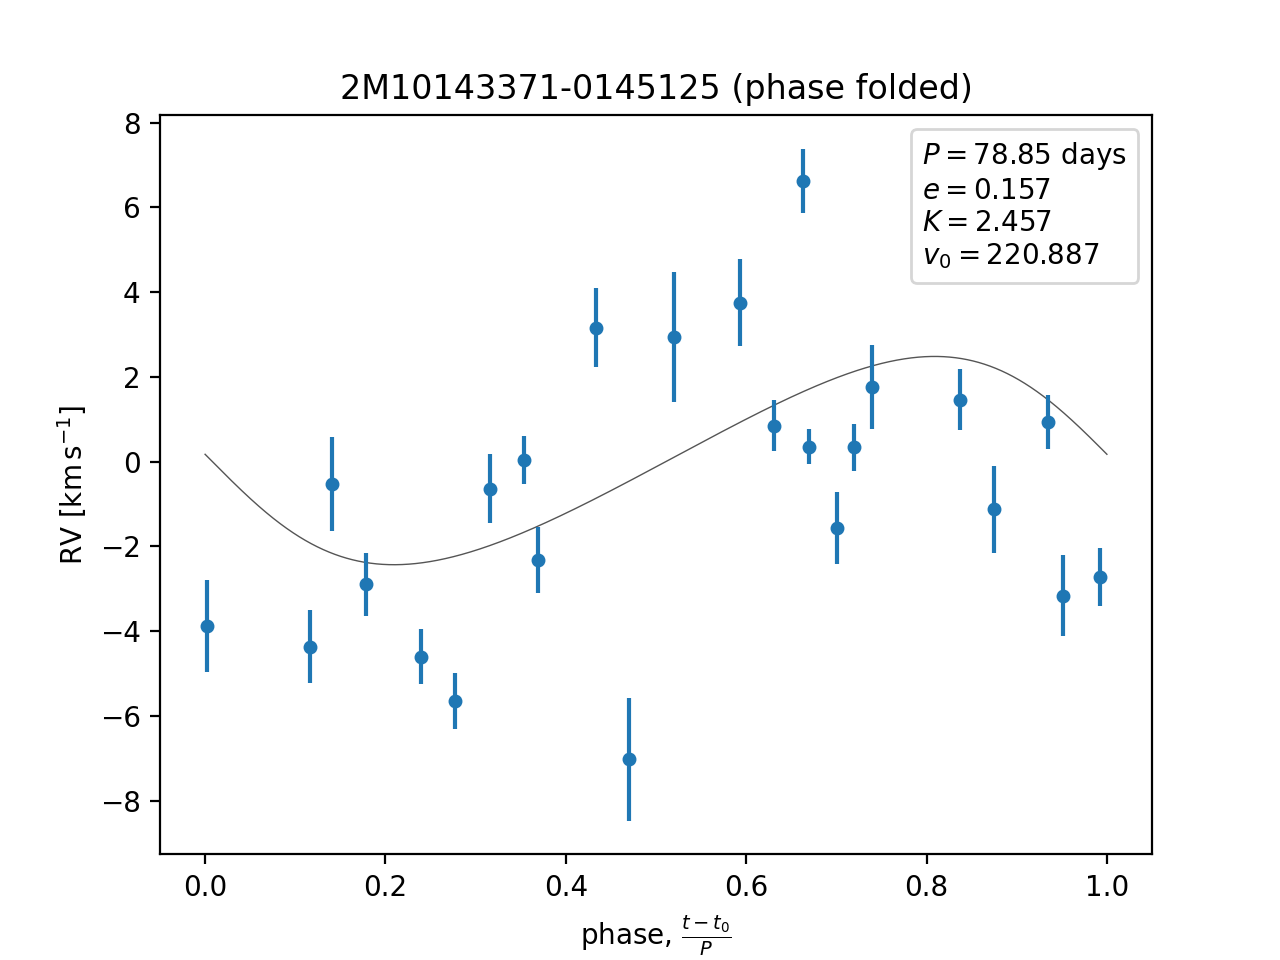 2M10143371-0145125 (phase folded)
P = 78.85 days
e = 0.157
K = 2.457
v₀ = 220.887
8
6
4
2
0
−2
−4
−6
−8
RV [km s⁻¹]
0.0 0.2 0.4 0.6 0.8 1.0
phase, (t − t₀)/P